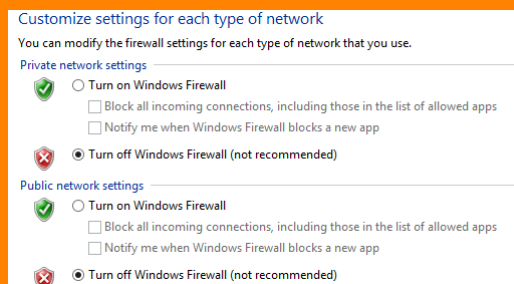 Customize settings for each type of network
You can modify the firewall settings for each type of network that you use.
Private network settings
Turn on Windows Firewall
Block all incoming connections, including those in the list of allowed apps
Notify me when Windows Firewall blocks a new app
Turn off Windows Firewall (not recommended)
Public network settings
Turn on Windows Firewall
Block all incoming connections, including those in the list of allowed apps
Notify me when Windows Firewall blocks a new app
Turn off Windows Firewall (not recommended)